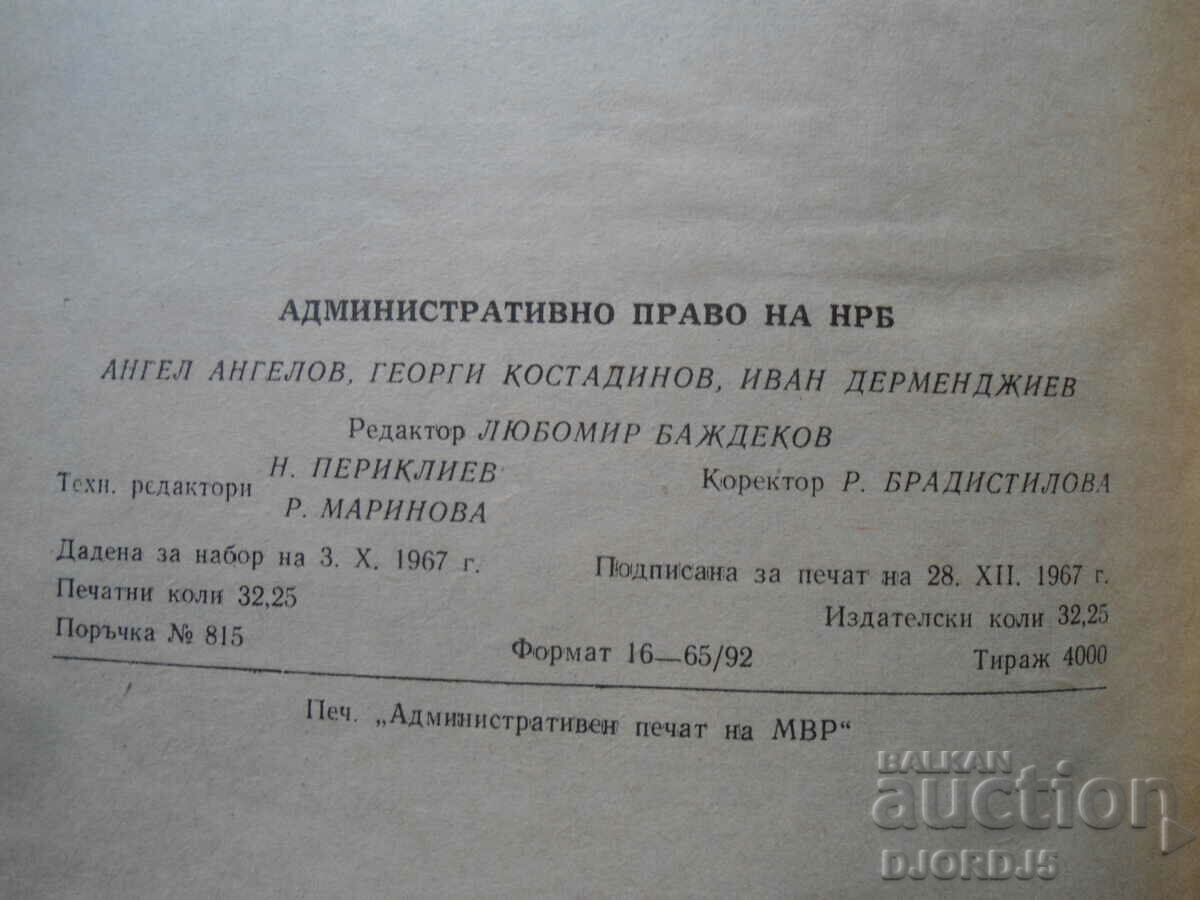 АДМИНИСТРАТИВНО ПРАВО НА НРБ
АНГЕЛ АНГЕЛОВ, ГЕОРГИ КОСТАДИНОВ, ИВАН ДЕРМЕНДЖИЕВ
Редактор ЛЮБОМИР БАЖДЕКОВ
Техн. редактори Н. ПЕРИКЛИЕВ
Р. МАРИНОВА
Коректор Р. БРАДИСТИЛОВА
Дадена за набор на 3. X. 1967 г. Подписана за печат на 28. XII. 1967 г.
Печатни коли 32,25 Издателски коли 32,25
Поръчка № 815 Формат 16—65/92 Тираж 4000
Печ. „Административен печат на МВР“
BALKAN
auction
DJORDJ5